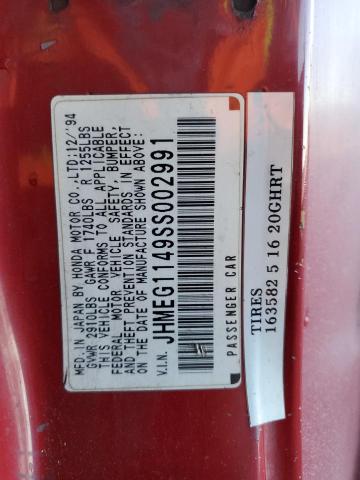 MFD.IN JAPAN BY HONDA MOTOR CO.,LTD:12/'94
GVWR 2910LBS GAWR F 1740LBS R 1255LBS
THIS VEHICLE CONFORMS TO ALL APPLICABLE
FEDERAL MOTOR VEHICLE SAFETY, BUMPER,
AND THEFT PREVENTION STANDARDS IN EFFECT
ON THE DATE OF MANUFACTURE SHOWN ABOVE.
V.I.N. JHMEG1149SS002991
PASSENGER CAR
TIRES
163582 5 16 20GHRT